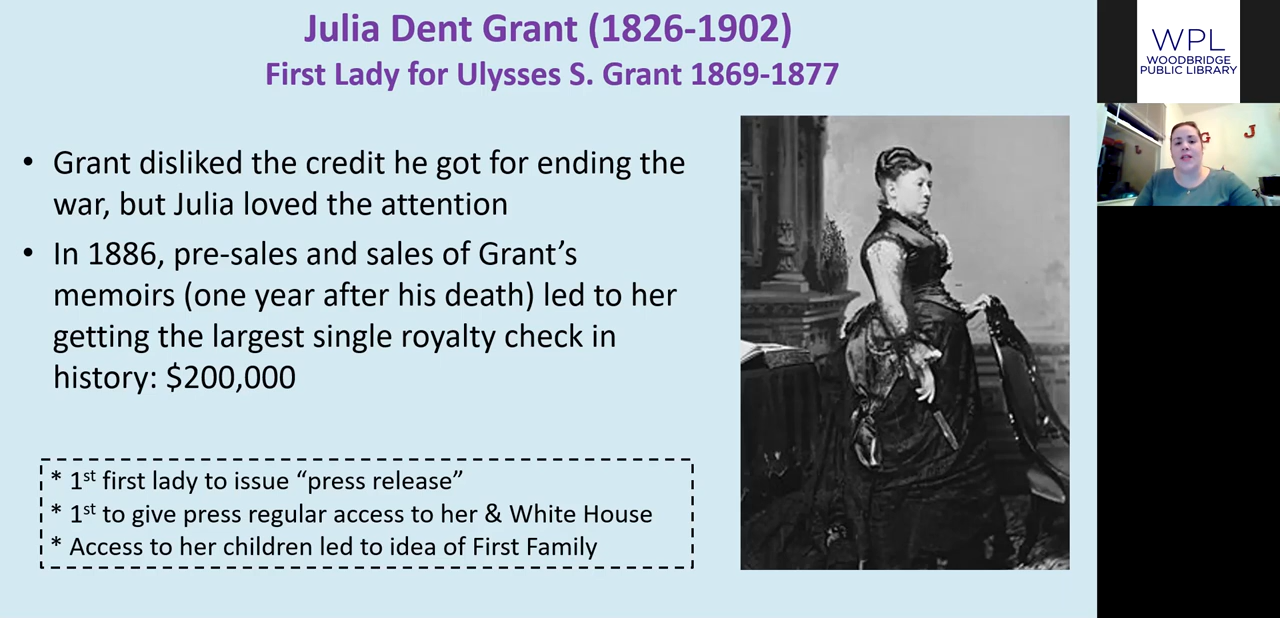 Julia Dent Grant (1826-1902)
First Lady for Ulysses S. Grant 1869-1877
• Grant disliked the credit he got for ending the
war, but Julia loved the attention
• In 1886, pre-sales and sales of Grant’s
memoirs (one year after his death) led to her
getting the largest single royalty check in
history: $200,000
* 1st first lady to issue “press release”
* 1st to give press regular access to her & White House
* Access to her children led to idea of First Family
WPL
WOODBRIDGE
PUBLIC LIBRARY
G J